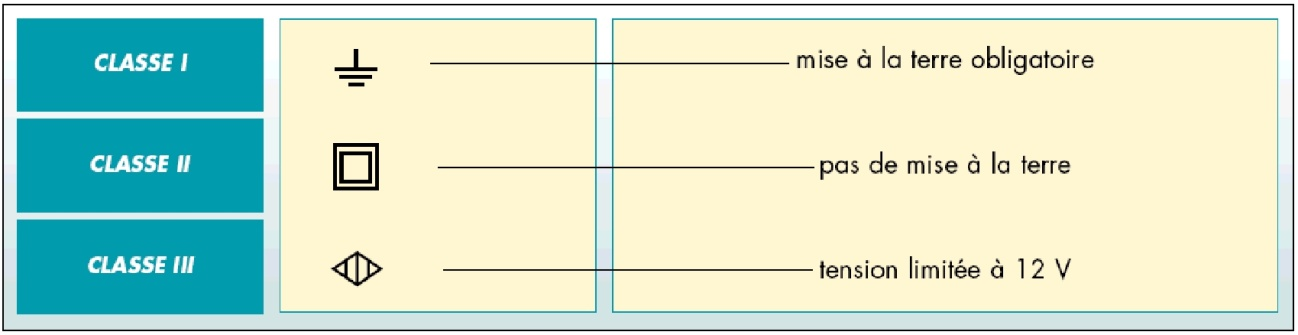 CLASSE I mise à la terre obligatoire
CLASSE II pas de mise à la terre
CLASSE III tension limitée à 12 V